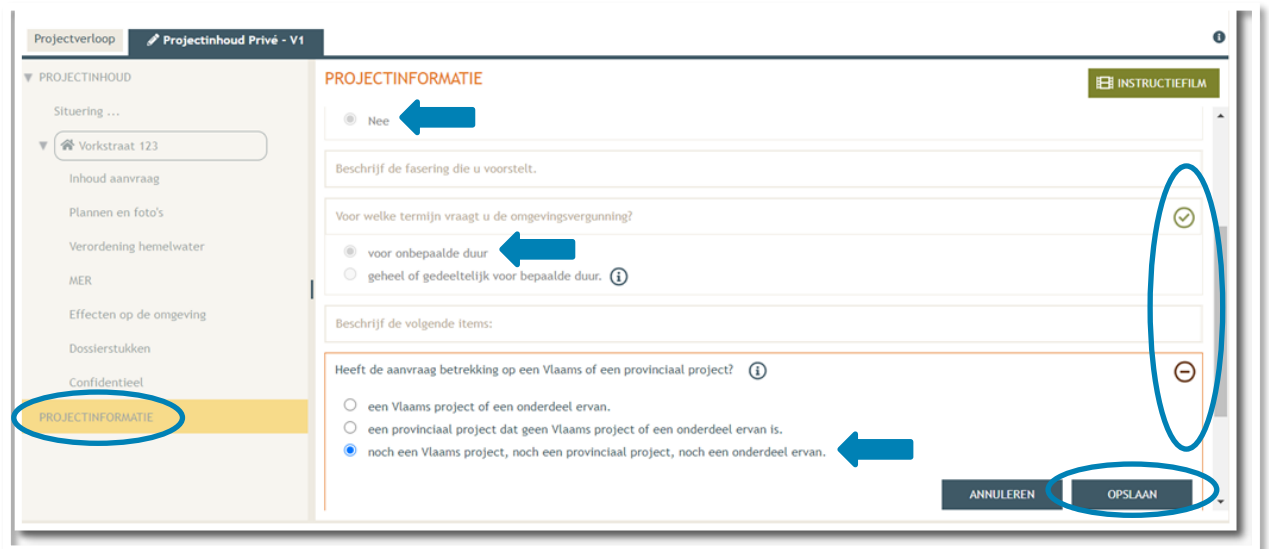 Projectverloop
Projectinhoud Privé - V1
PROJECTINHOUD
Situering ...
Vorkstraat 123
Inhoud aanvraag
Plannen en foto's
Verordening hemelwater
MER
Effecten op de omgeving
Dossierstukken
Confidentieel
PROJECTINFORMATIE
PROJECTINFORMATIE
INSTRUCTIEFILM
Nee
Beschrijf de fasering die u voorstelt.
Voor welke termijn vraagt u de omgevingsvergunning?
voor onbepaalde duur
geheel of gedeeltelijk voor bepaalde duur.
Beschrijf de volgende items:
Heeft de aanvraag betrekking op een Vlaams of een provinciaal project?
een Vlaams project of een onderdeel ervan.
een provinciaal project dat geen Vlaams project of een onderdeel ervan is.
noch een Vlaams project, noch een provinciaal project, noch een onderdeel ervan.
ANNULEREN
OPSLAAN